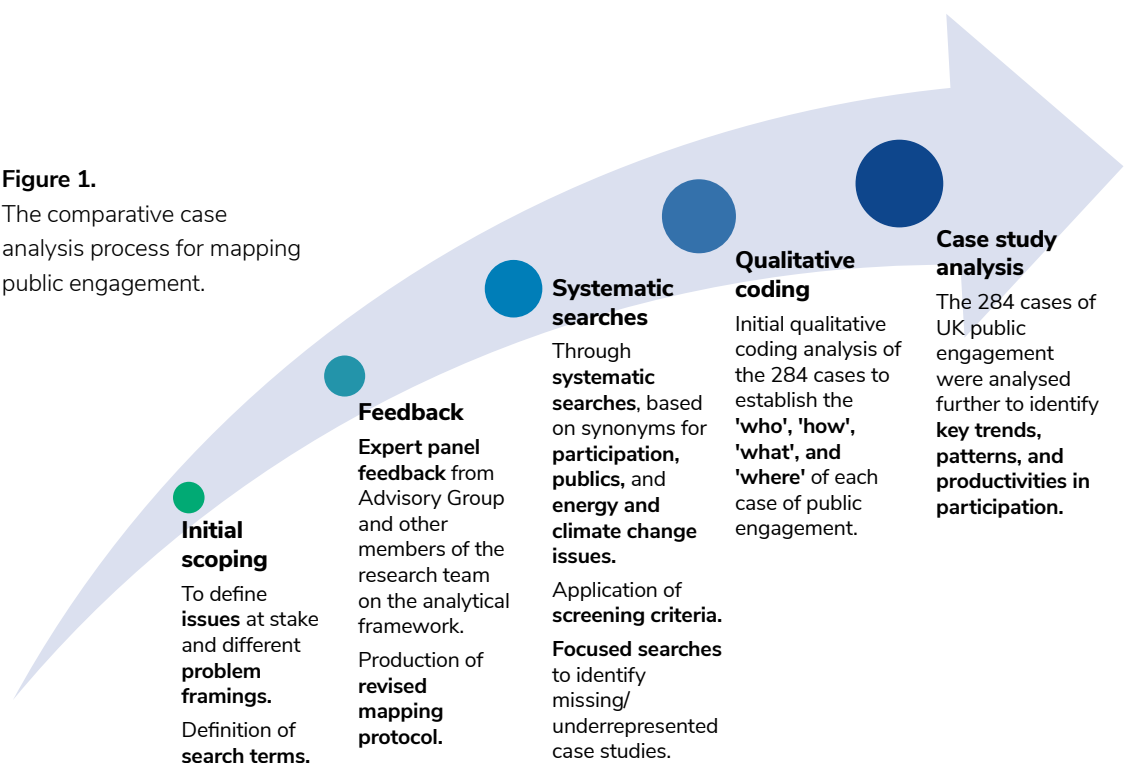 Figure 1.
The comparative case
analysis process for mapping
public engagement.
Initial
scoping
To define
issues at stake
and different
problem
framings.
Definition of
search terms.
Feedback
Expert panel
feedback from
Advisory Group
and other
members of the
research team
on the analytical
framework.
Production of
revised
mapping
protocol.
Systematic
searches
Through
systematic
searches, based
on synonyms for
participation,
publics, and
energy and
climate change
issues.
Application of
screening criteria.
Focused searches
to identify
missing/
underrepresented
case studies.
Qualitative
coding
Initial qualitative
coding analysis of
the 284 cases to
establish the
'who', 'how',
'what', and
'where' of each
case of public
engagement.
Case study
analysis
The 284 cases of
UK public
engagement
were analysed
further to identify
key trends,
patterns, and
productivities in
participation.